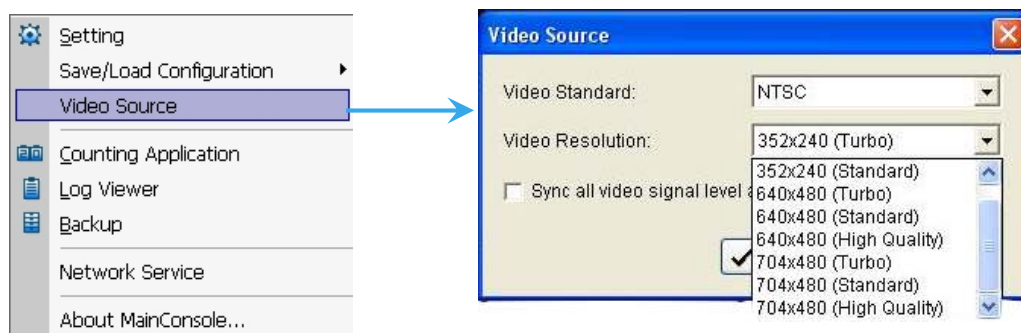 Setting
Save/Load Configuration
Video Source
Counting Application
Log Viewer
Backup
Network Service
About MainConsole...
Video Source
Video Standard: NTSC
Video Resolution: 352x240 (Turbo)
Sync all video signal level
352x240 (Standard)
640x480 (Turbo)
640x480 (Standard)
640x480 (High Quality)
704x480 (Turbo)
704x480 (Standard)
704x480 (High Quality)